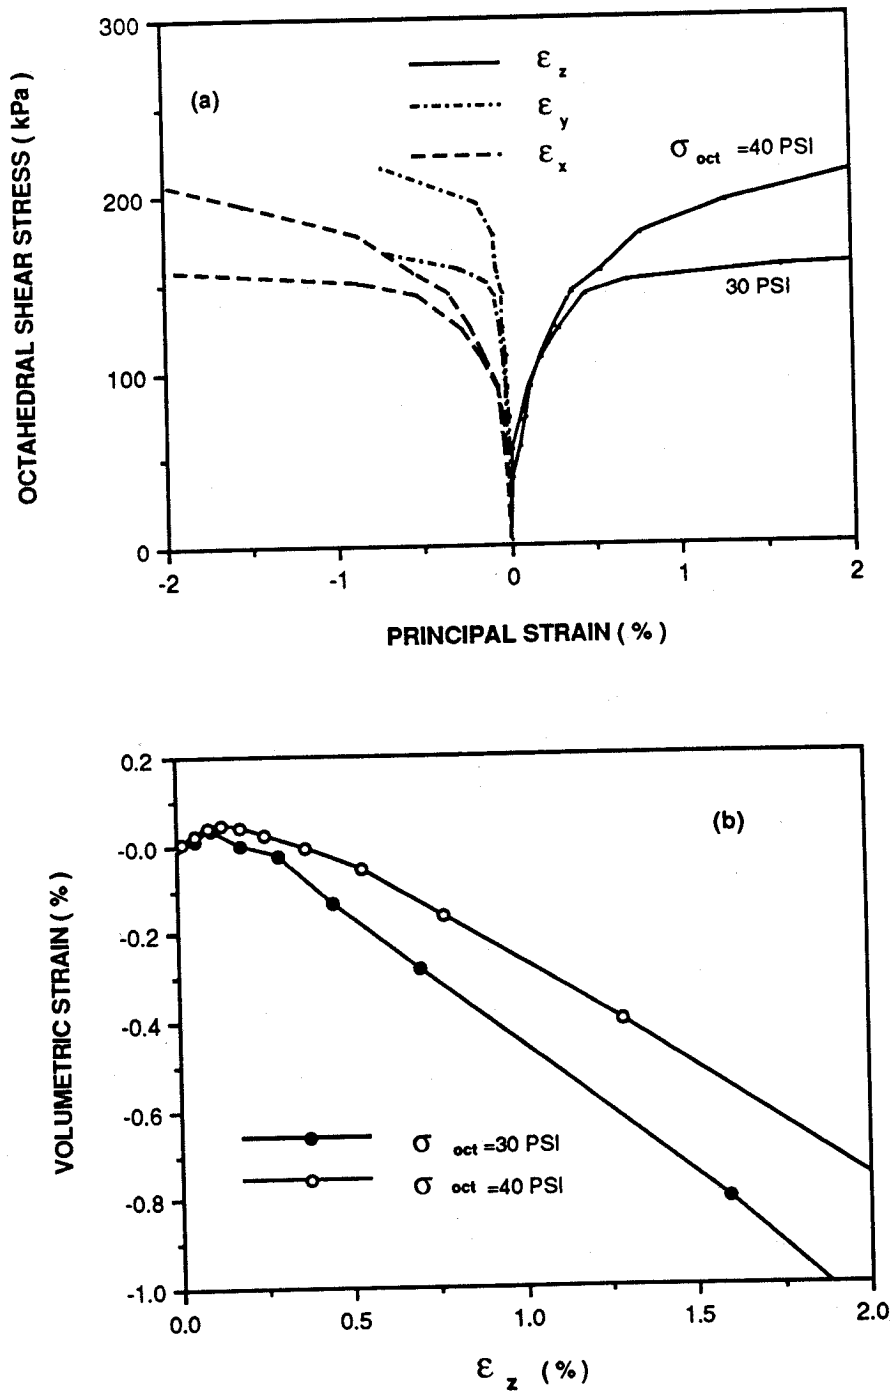 300
200
100
0
OCTAHEDRAL SHEAR STRESS ( kPa )
(a)
ε z
ε y
ε x
σ oct =40 PSI
30 PSI
-2 -1 0 1 2
PRINCIPAL STRAIN ( % )
0.2
-0.0
-0.2
-0.4
-0.6
-0.8
-1.0
VOLUMETRIC STRAIN ( % )
(b)
σ oct =30 PSI
σ oct =40 PSI
0.0 0.5 1.0 1.5 2.0
ε z (%)